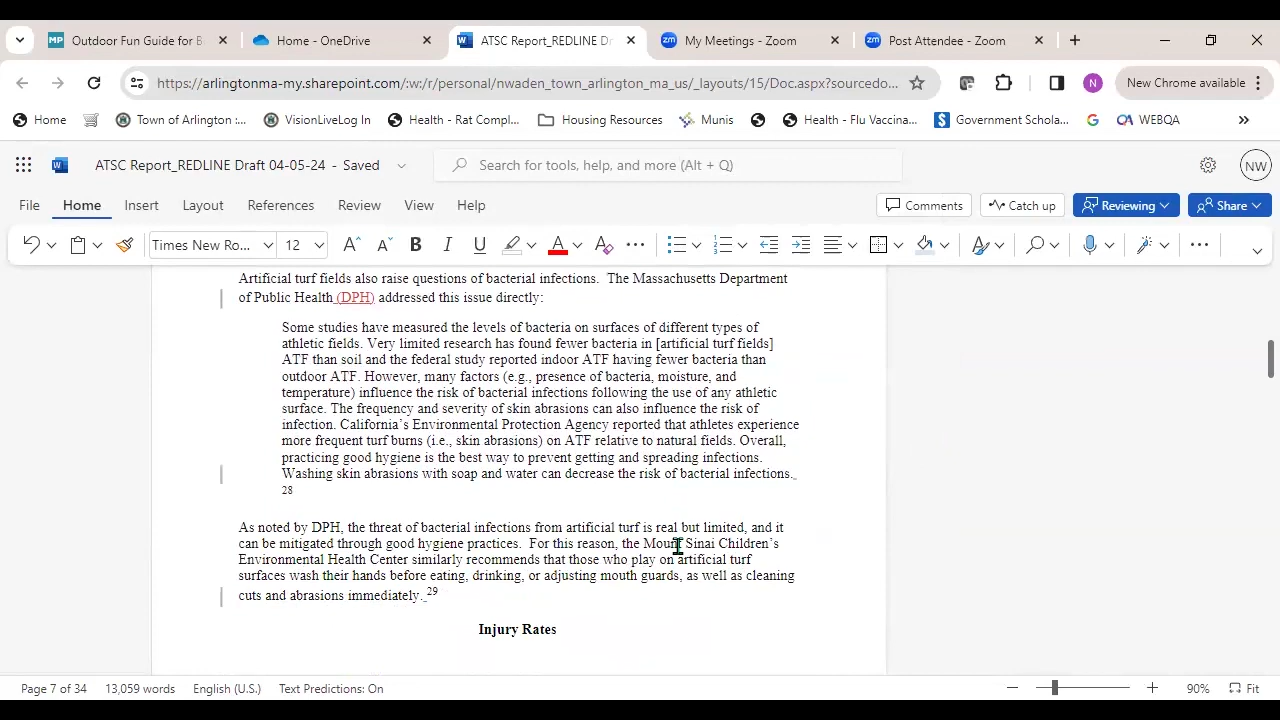 MP Outdoor Fun Guide for B
Home - OneDrive
ATSC Report_REDLINE Dr
zm My Meetings - Zoom
zm Post Attendee - Zoom
https://arlingtonma-my.sharepoint.com/:w:/r/personal/nwaden_town_arlington_ma_us/_layouts/15/Doc.aspx?sourcedo...
N
New Chrome available
Home
Town of Arlington :...
VisionLiveLog In
Health - Rat Compl...
Housing Resources
Munis
Health - Flu Vaccina...
$ Government Schola...
G
QA WEBQA
W ATSC Report_REDLINE Draft 04-05-24 - Saved
Search for tools, help, and more (Alt + Q)
NW
File Home Insert Layout References Review View Help
Comments Catch up Reviewing Share
Times New Ro... 12 A A B I U A A
Artificial turf fields also raise questions of bacterial infections. The Massachusetts Department
of Public Health (DPH) addressed this issue directly:
Some studies have measured the levels of bacteria on surfaces of different types of
athletic fields. Very limited research has found fewer bacteria in [artificial turf fields]
ATF than soil and the federal study reported indoor ATF having fewer bacteria than
outdoor ATF. However, many factors (e.g., presence of bacteria, moisture, and
temperature) influence the risk of bacterial infections following the use of any athletic
surface. The frequency and severity of skin abrasions can also influence the risk of
infection. California's Environmental Protection Agency reported that athletes experience
more frequent turf burns (i.e., skin abrasions) on ATF relative to natural fields. Overall,
practicing good hygiene is the best way to prevent getting and spreading infections.
Washing skin abrasions with soap and water can decrease the risk of bacterial infections.
28
As noted by DPH, the threat of bacterial infections from artificial turf is real but limited, and it
can be mitigated through good hygiene practices. For this reason, the Mount Sinai Children's
Environmental Health Center similarly recommends that those who play on artificial turf
surfaces wash their hands before eating, drinking, or adjusting mouth guards, as well as cleaning
cuts and abrasions immediately. 29
Injury Rates
Page 7 of 34 13,059 words English (U.S.) Text Predictions: On 90% Fit